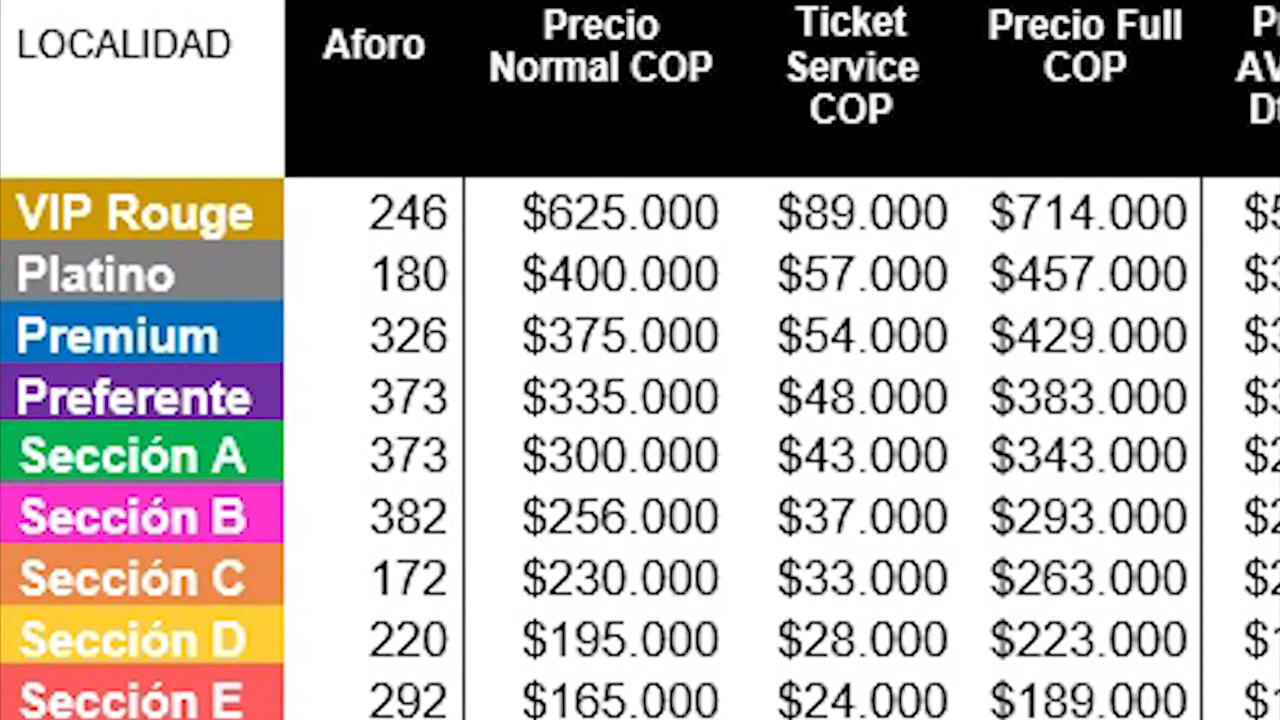 LOCALIDAD Aforo Precio Normal COP Ticket Service COP Precio Full COP
VIP Rouge 246 $625.000 $89.000 $714.000
Platino 180 $400.000 $57.000 $457.000
Premium 326 $375.000 $54.000 $429.000
Preferente 373 $335.000 $48.000 $383.000
Sección A 373 $300.000 $43.000 $343.000
Sección B 382 $256.000 $37.000 $293.000
Sección C 172 $230.000 $33.000 $263.000
Sección D 220 $195.000 $28.000 $223.000
Sección E 292 $165.000 $24.000 $189.000